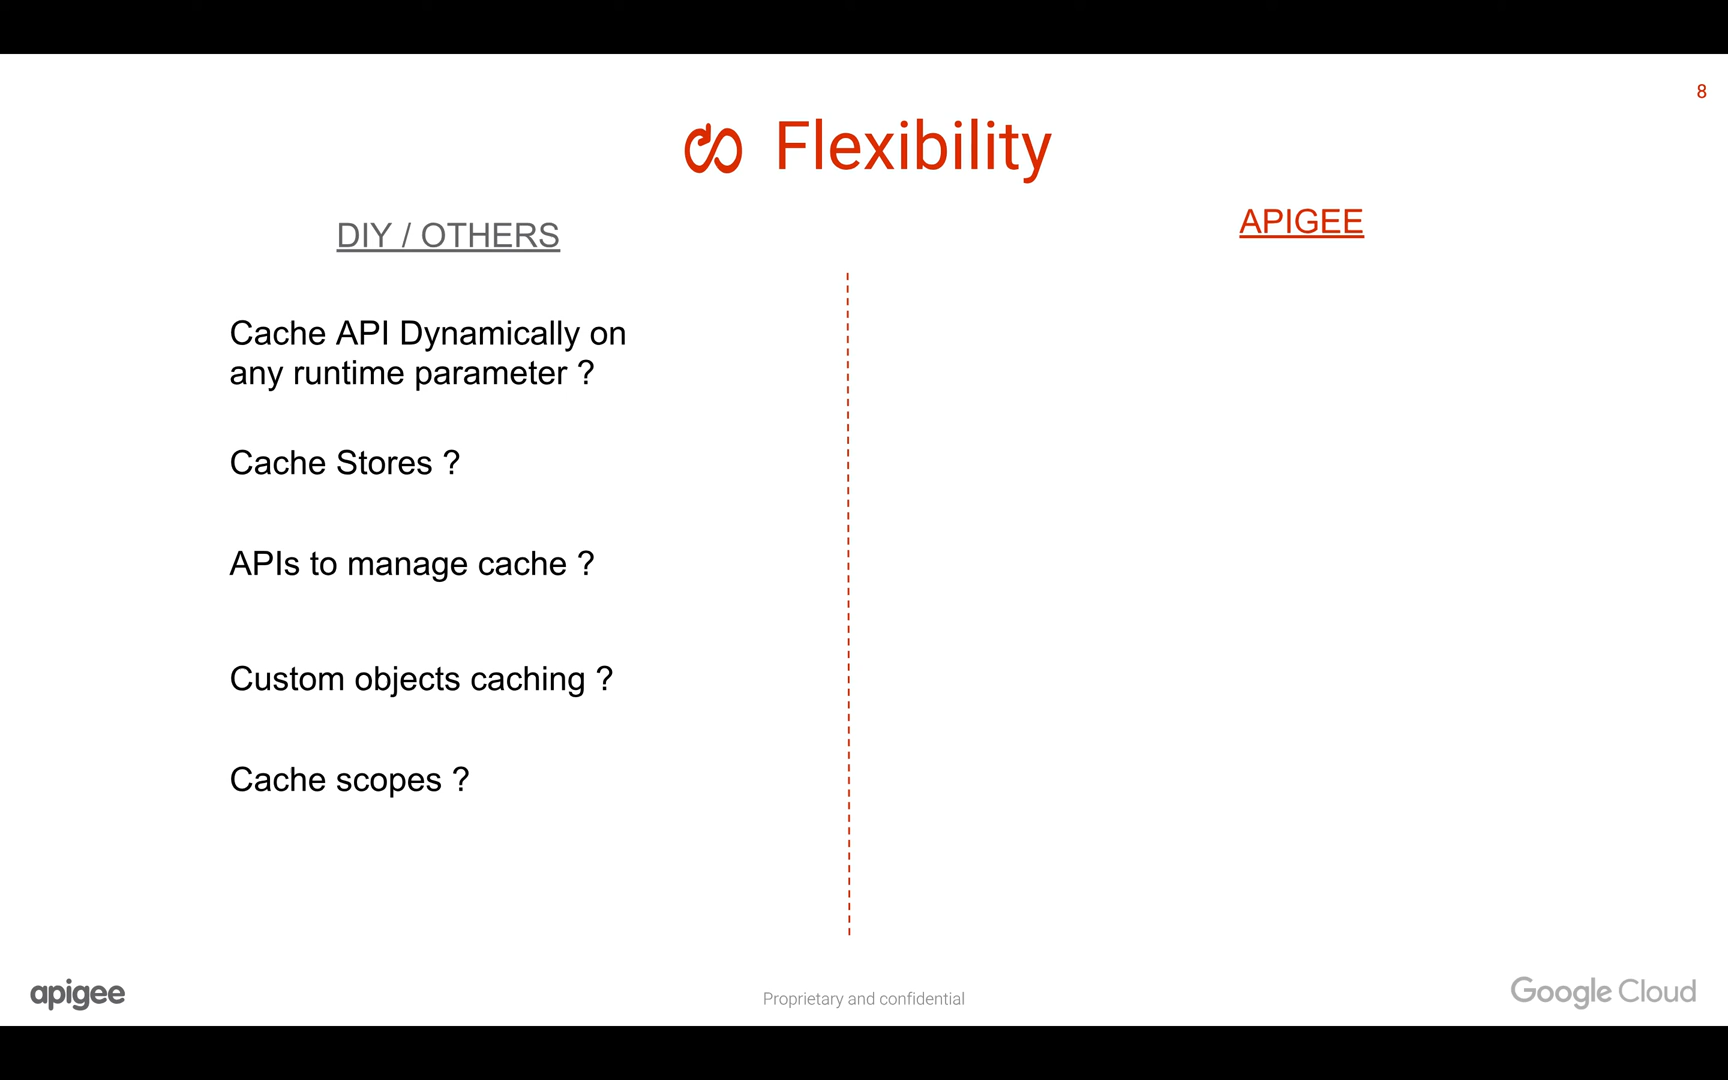 8
Flexibility
DIY / OTHERS
APIGEE
Cache API Dynamically on
any runtime parameter ?
Cache Stores ?
APIs to manage cache ?
Custom objects caching ?
Cache scopes ?
apigee
Proprietary and confidential
Google Cloud